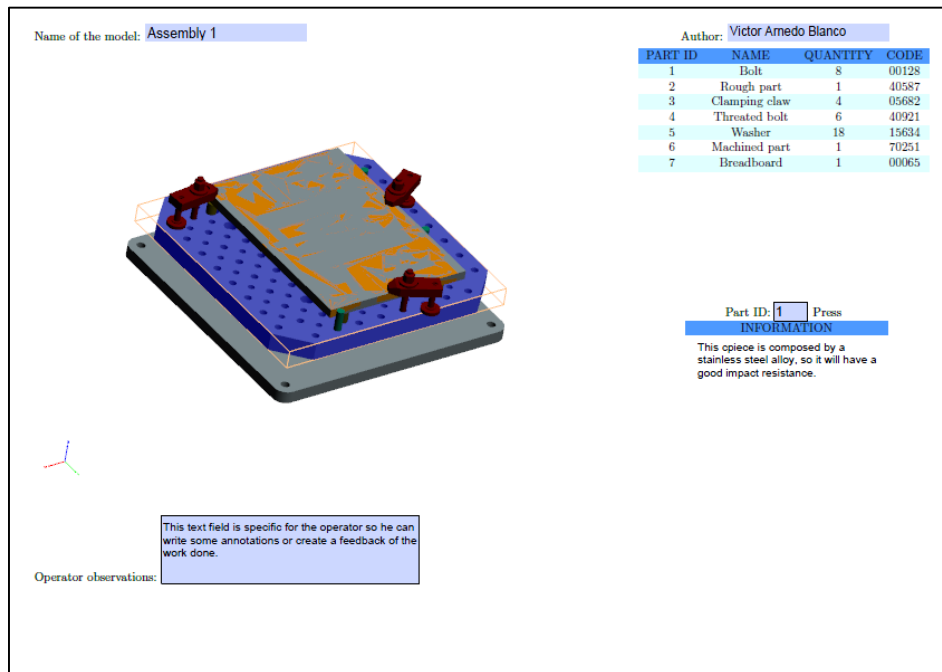 Name of the model: Assembly 1
Author: Victor Arnedo Blanco
PART ID NAME QUANTITY CODE
1 Bolt 8 00128
2 Rough part 1 40587
3 Clamping claw 4 05682
4 Threated bolt 6 40921
5 Washer 18 15634
6 Machined part 1 70251
7 Breadboard 1 00065
Part ID: 1 Press
INFORMATION
This cpiece is composed by a
stainless steel alloy, so it will have a
good impact resistance.
This text field is specific for the operator so he can
write some annotations or create a feedback of the
work done.
Operator observations: